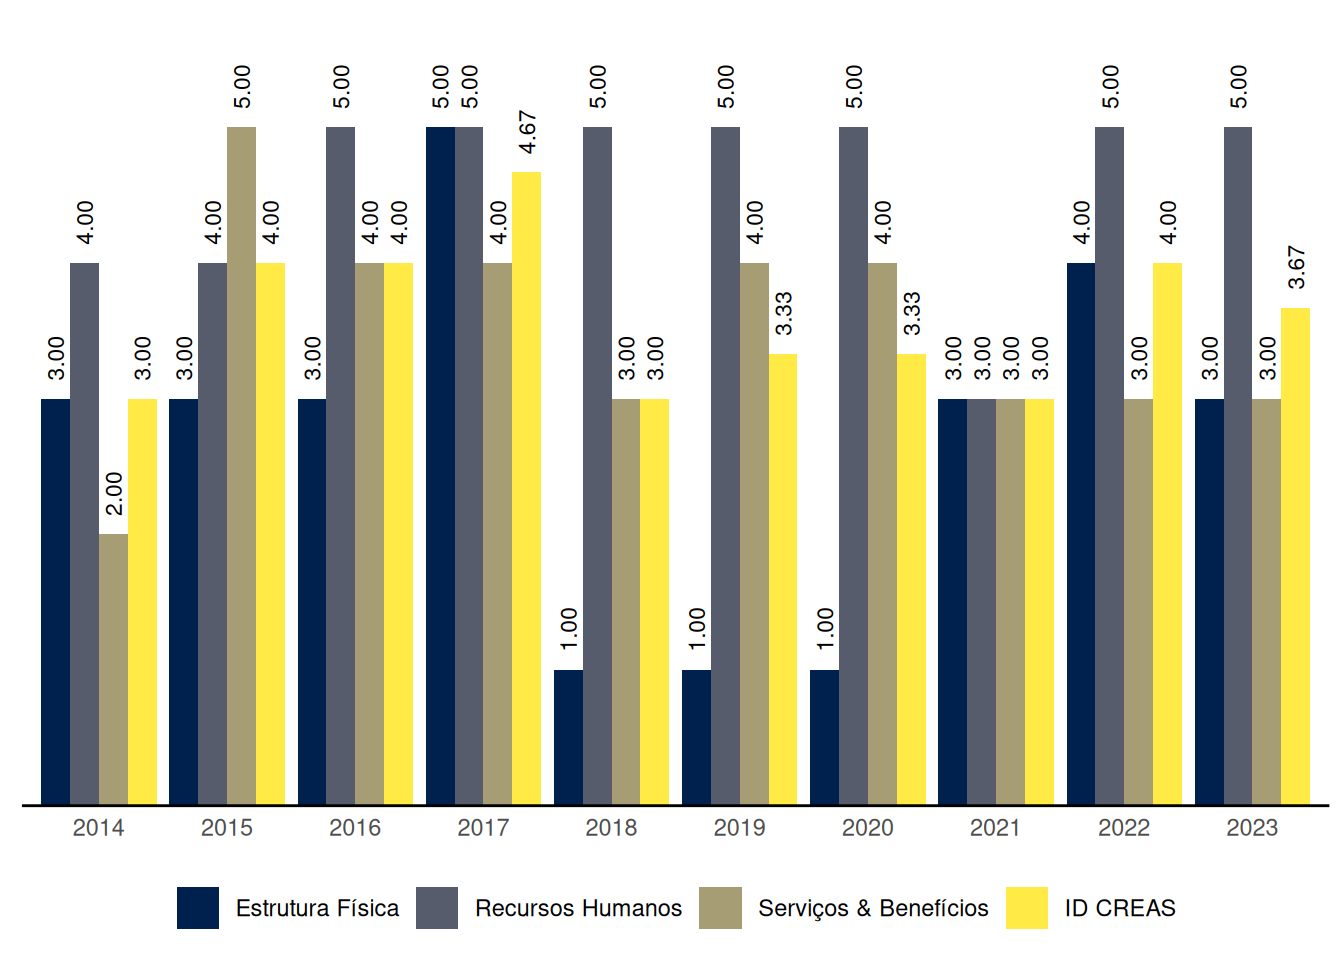 3.00 4.00 2.00 3.00
3.00 4.00 5.00 4.00
3.00 5.00 4.00 4.00
5.00 5.00 4.00 4.67
1.00 5.00 3.00 3.00
1.00 5.00 4.00 3.33
1.00 5.00 4.00 3.33
3.00 3.00 3.00 3.00
4.00 5.00 3.00 4.00
3.00 5.00 3.00 3.67
2014 2015 2016 2017 2018 2019 2020 2021 2022 2023
Estrutura Física Recursos Humanos Serviços & Benefícios ID CREAS